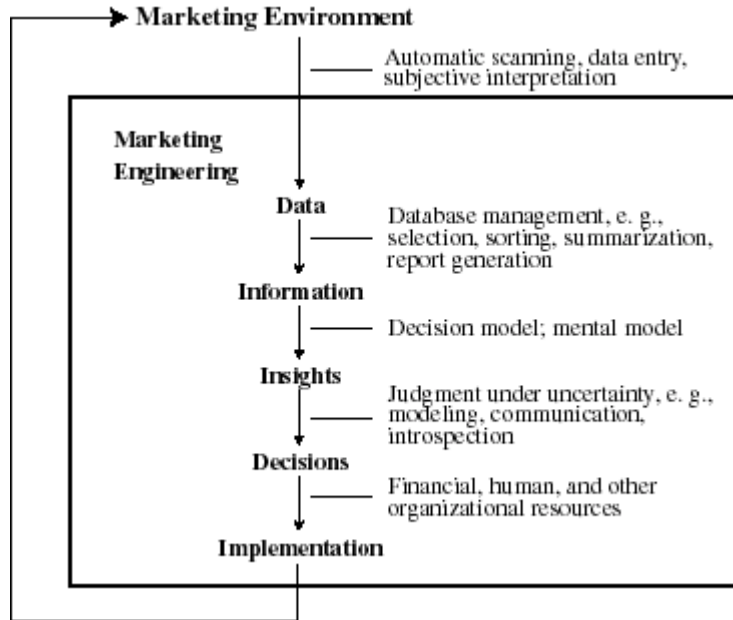 Marketing Environment
Automatic scanning, data entry,
subjective interpretation
Marketing
Engineering
Data
Database management, e. g.,
selection, sorting, summarization,
report generation
Information
Decision model; mental model
Insights
Judgment under uncertainty, e. g.,
modeling, communication,
introspection
Decisions
Financial, human, and other
organizational resources
Implementation